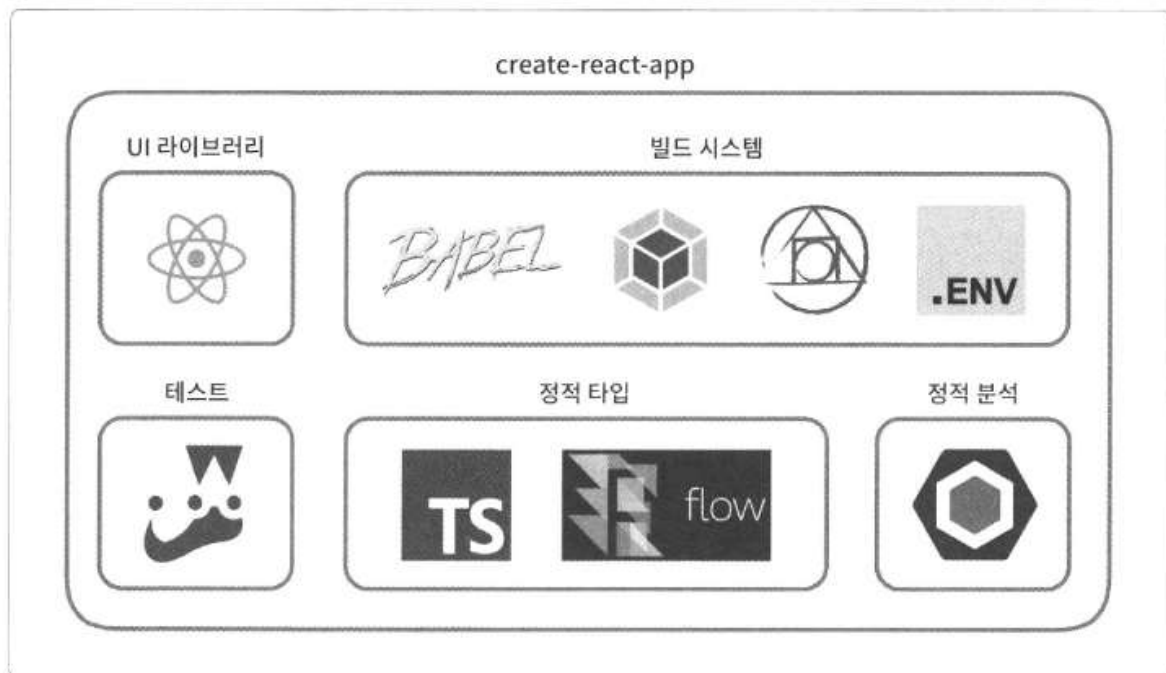 create-react-app
UI 라이브러리
빌드 시스템
BABEL
.ENV
테스트
정적 타입
정적 분석
TS
flow